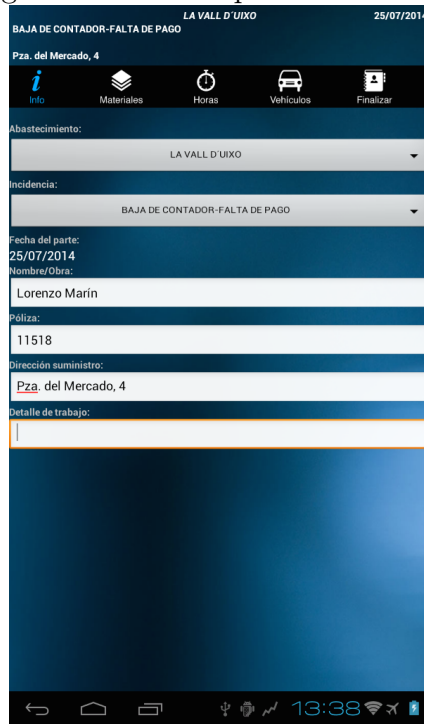 LA VALL D´UIXO 25/07/2014
BAJA DE CONTADOR-FALTA DE PAGO
Pza. del Mercado, 4
Info Materiales Horas Vehículos Finalizar
Abastecimiento:
LA VALL D´UIXO
Incidencia:
BAJA DE CONTADOR-FALTA DE PAGO
Fecha del parte:
25/07/2014
Nombre/Obra:
Lorenzo Marín
Póliza:
11518
Dirección suministro:
Pza. del Mercado, 4
Detalle de trabajo:
13:38